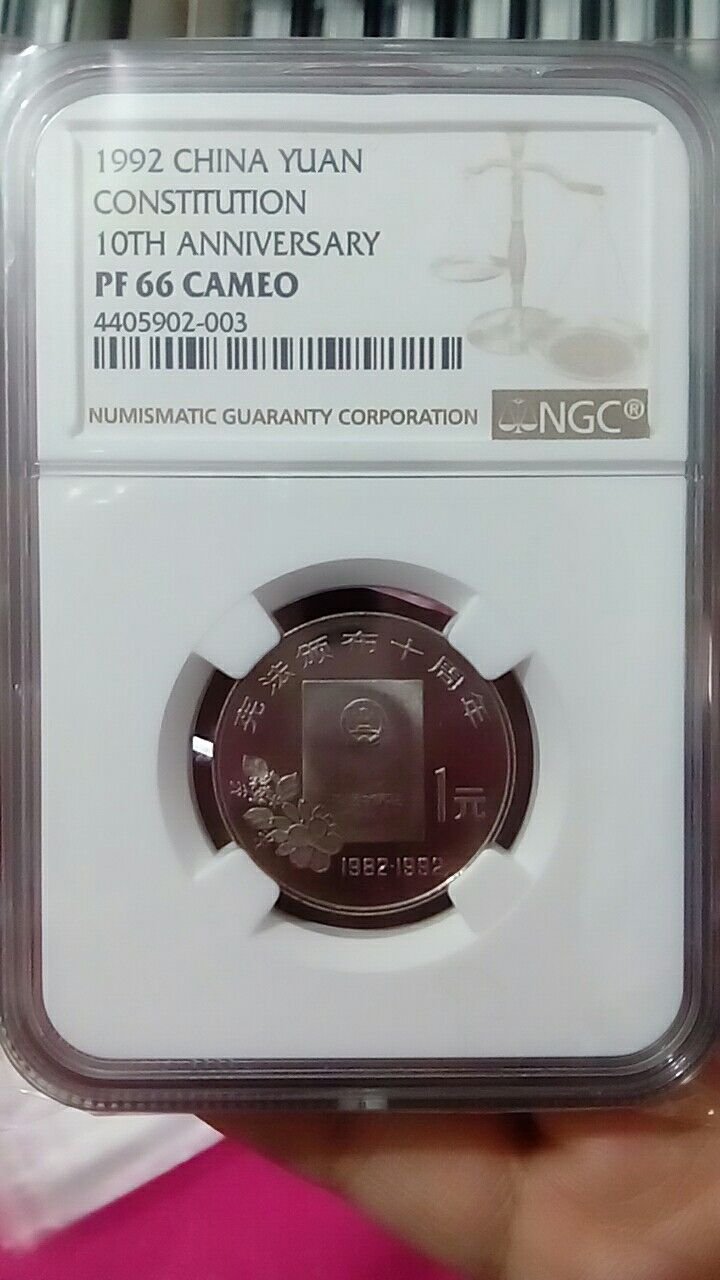 1992 CHINA YUAN
CONSTITUTION
10TH ANNIVERSARY
PF 66 CAMEO
4405902-003
NUMISMATIC GUARANTY CORPORATION NGC®
宪法颁布十周年
1元
1982-1992